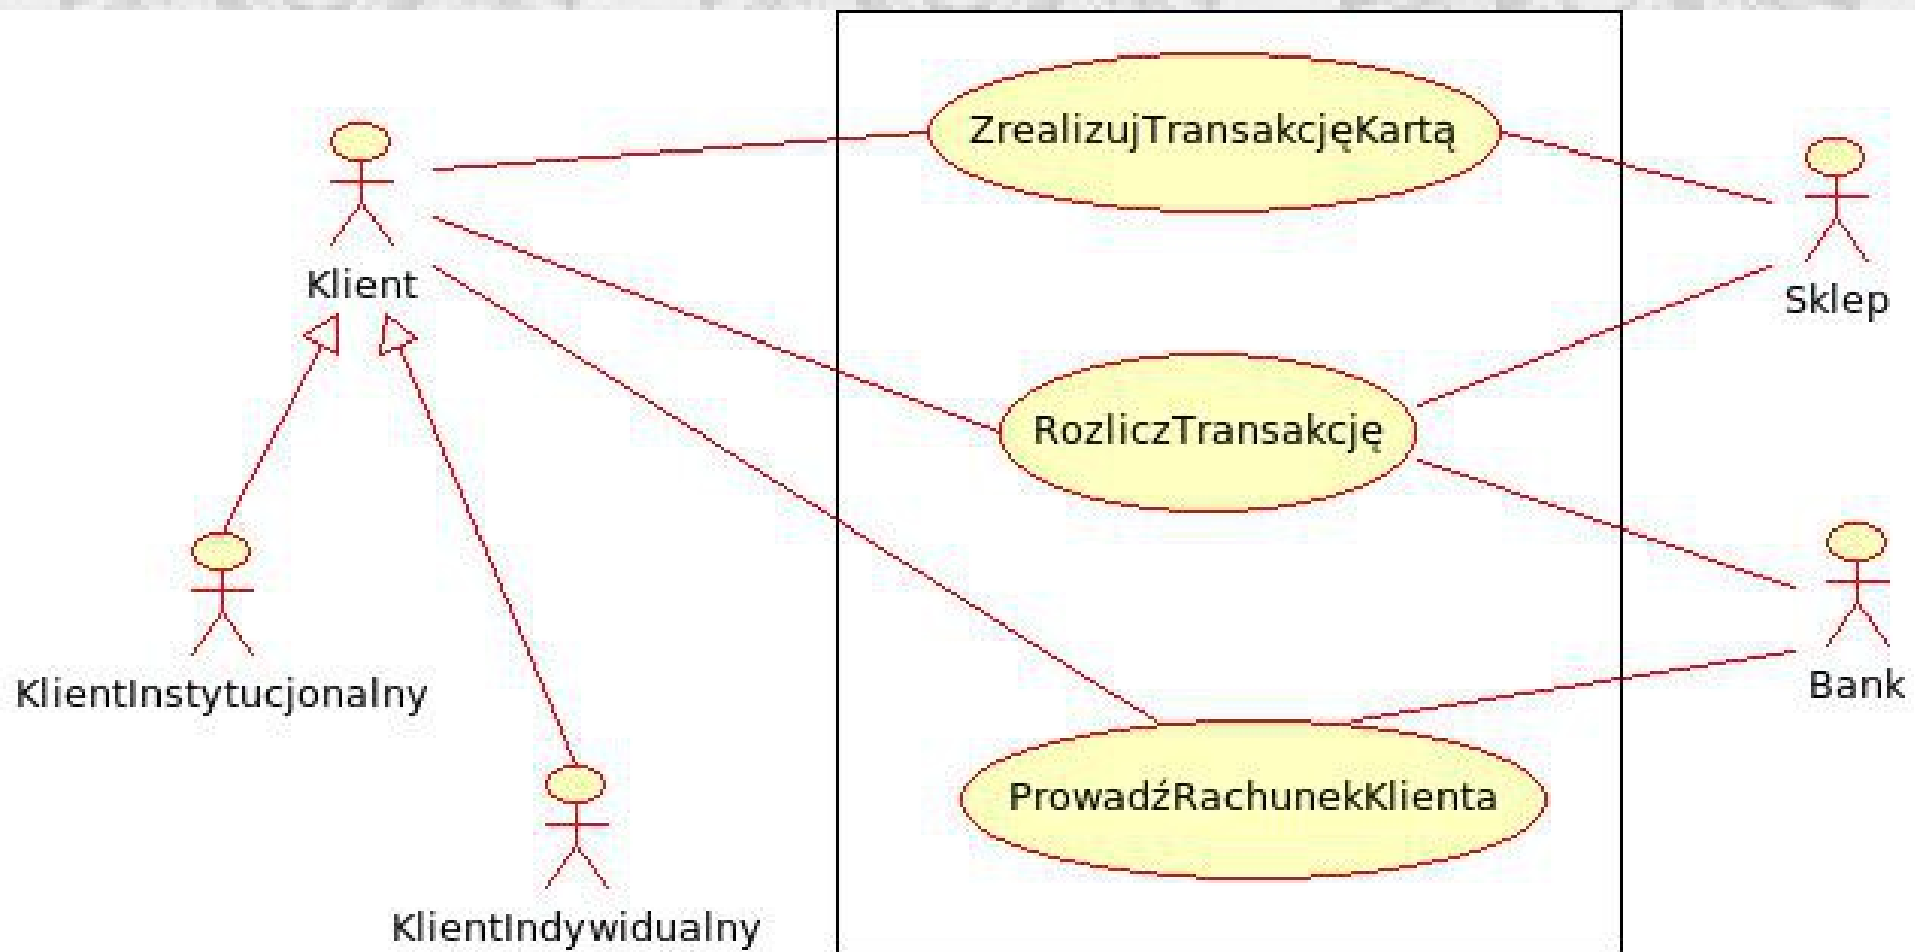 ZrealizujTransakcjęKartą
Klient
Sklep
RozliczTransakcję
KlientInstytucjonalny
Bank
ProwadźRachunekKlienta
KlientIndywidualny